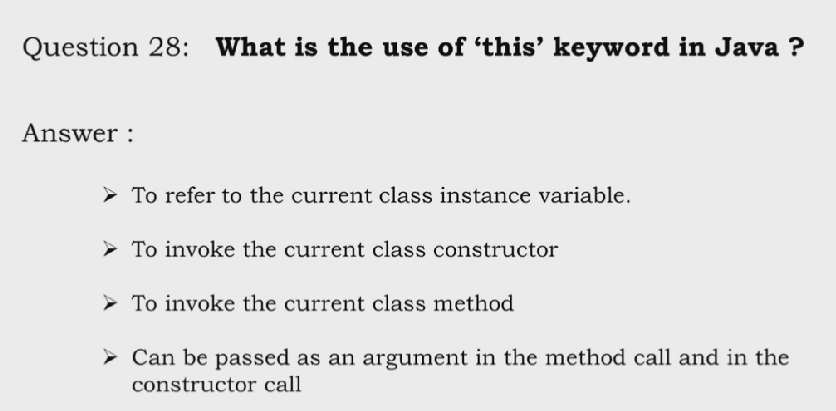 Question 28: What is the use of ‘this’ keyword in Java ?
Answer :
➢ To refer to the current class instance variable.
➢ To invoke the current class constructor
➢ To invoke the current class method
➢ Can be passed as an argument in the method call and in the
constructor call